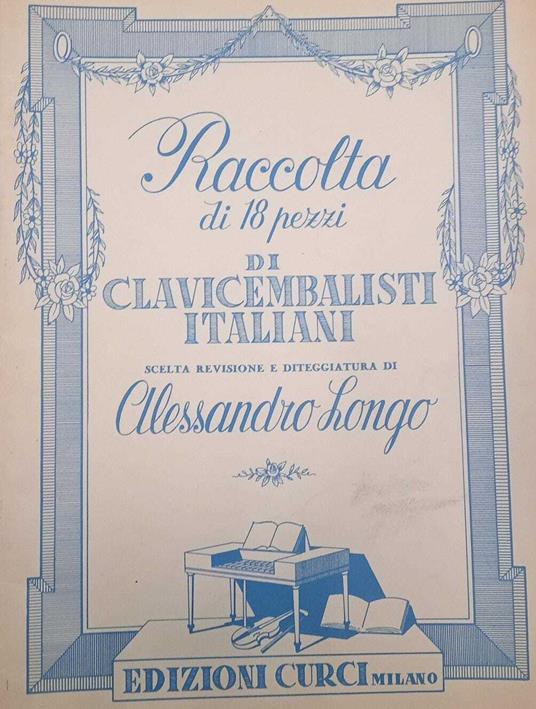 Raccolta
di 18 pezzi
DI
CLAVICEMBALISTI
ITALIANI
SCELTA REVISIONE E DITEGGIATURA DI
Alessandro Longo
EDIZIONI CURCI MILANO